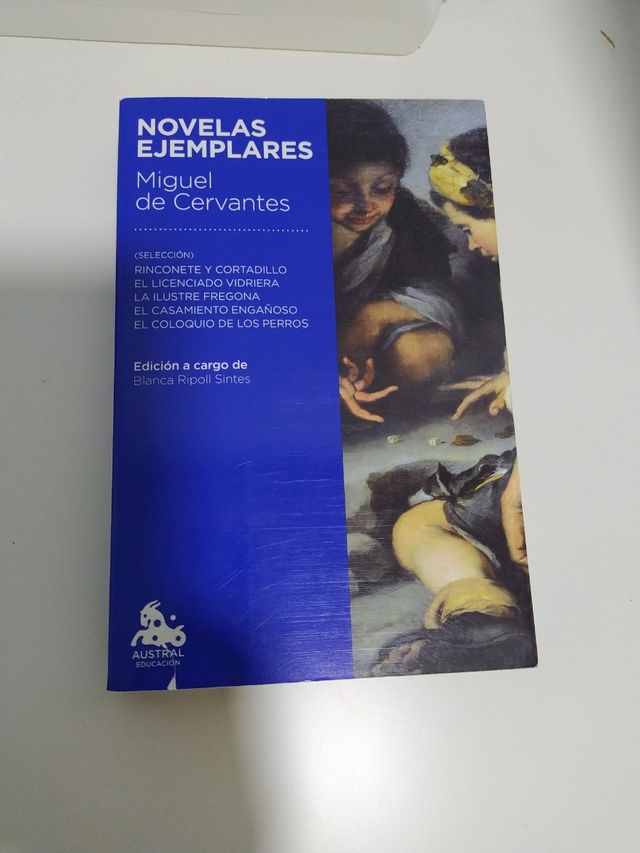 NOVELAS
EJEMPLARES
Miguel
de Cervantes
(SELECCIÓN)
RINCONETE Y CORTADILLO
EL LICENCIADO VIDRIERA
LA ILUSTRE FREGONA
EL CASAMIENTO ENGAÑOSO
EL COLOQUIO DE LOS PERROS
Edición a cargo de
Blanca Ripoll Sintes
AUSTRAL
EDUCACIÓN